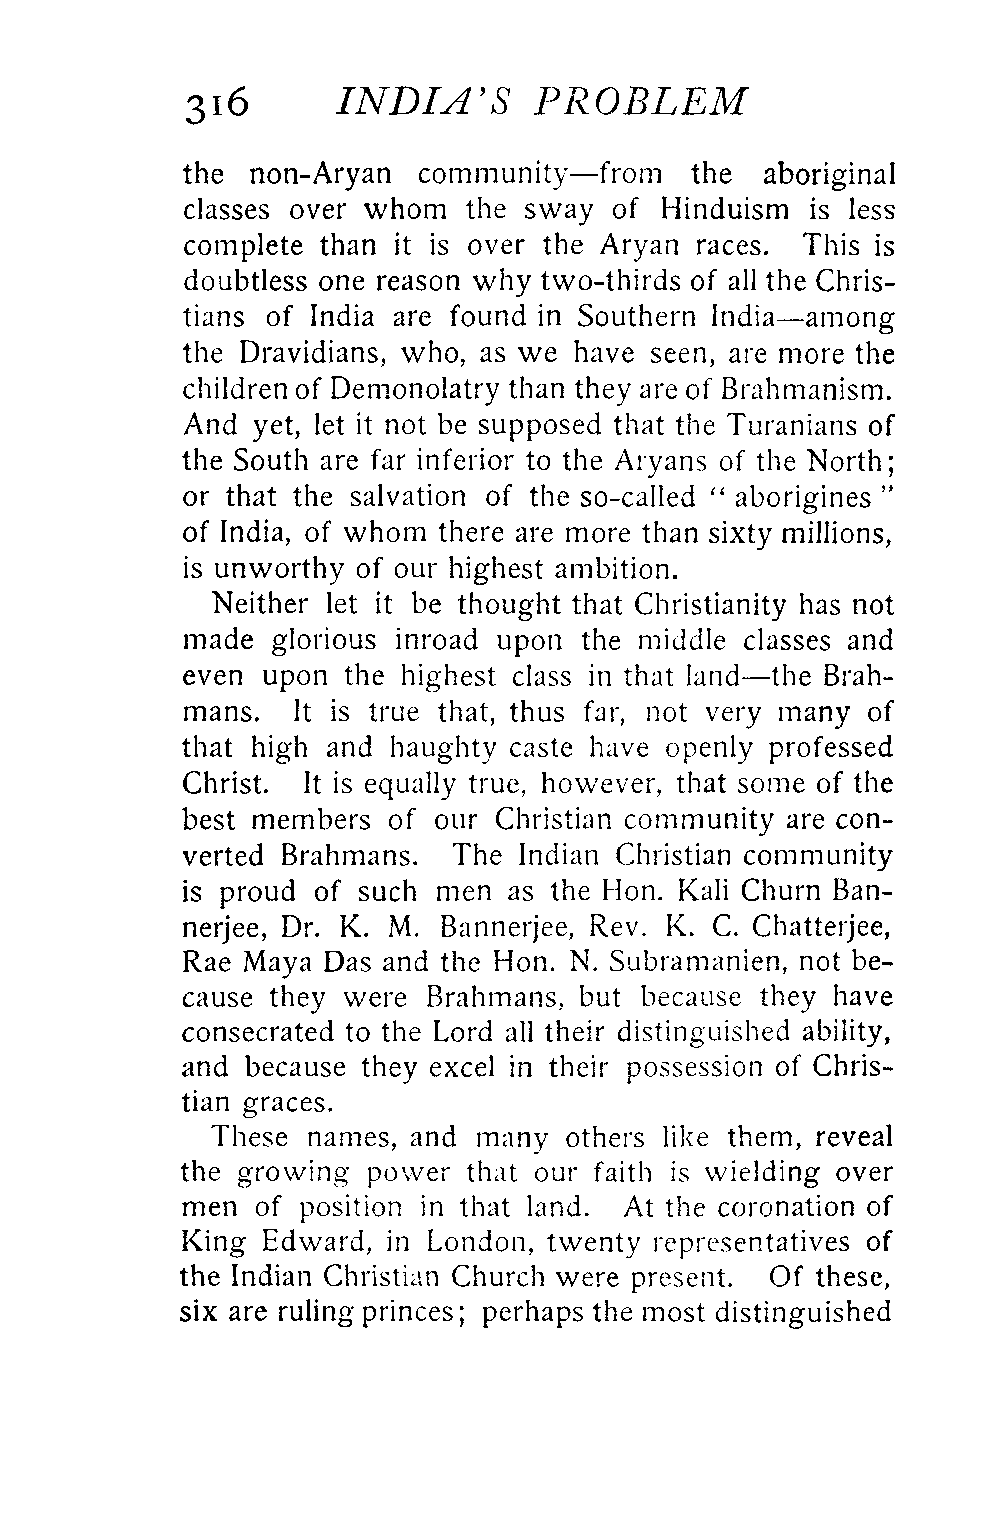 316 INDIA'S PROBLEM
the non-Aryan community—from the aboriginal
classes over whom the sway of Hinduism is less
complete than it is over the Aryan races. This is
doubtless one reason why two-thirds of all the Chris-
tians of India are found in Southern India—among
the Dravidians, who, as we have seen, are more the
children of Demonolatry than they are of Brahmanism.
And yet, let it not be supposed that the Turanians of
the South are far inferior to the Aryans of the North;
or that the salvation of the so-called “ aborigines ”
of India, of whom there are more than sixty millions,
is unworthy of our highest ambition.
Neither let it be thought that Christianity has not
made glorious inroad upon the middle classes and
even upon the highest class in that land—the Brah-
mans. It is true that, thus far, not very many of
that high and haughty caste have openly professed
Christ. It is equally true, however, that some of the
best members of our Christian community are con-
verted Brahmans. The Indian Christian community
is proud of such men as the Hon. Kali Churn Ban-
nerjee, Dr. K. M. Bannerjee, Rev. K. C. Chatterjee,
Rae Maya Das and the Hon. N. Subramanien, not be-
cause they were Brahmans, but because they have
consecrated to the Lord all their distinguished ability,
and because they excel in their possession of Chris-
tian graces.
These names, and many others like them, reveal
the growing power that our faith is wielding over
men of position in that land. At the coronation of
King Edward, in London, twenty representatives of
the Indian Christian Church were present. Of these,
six are ruling princes; perhaps the most distinguished